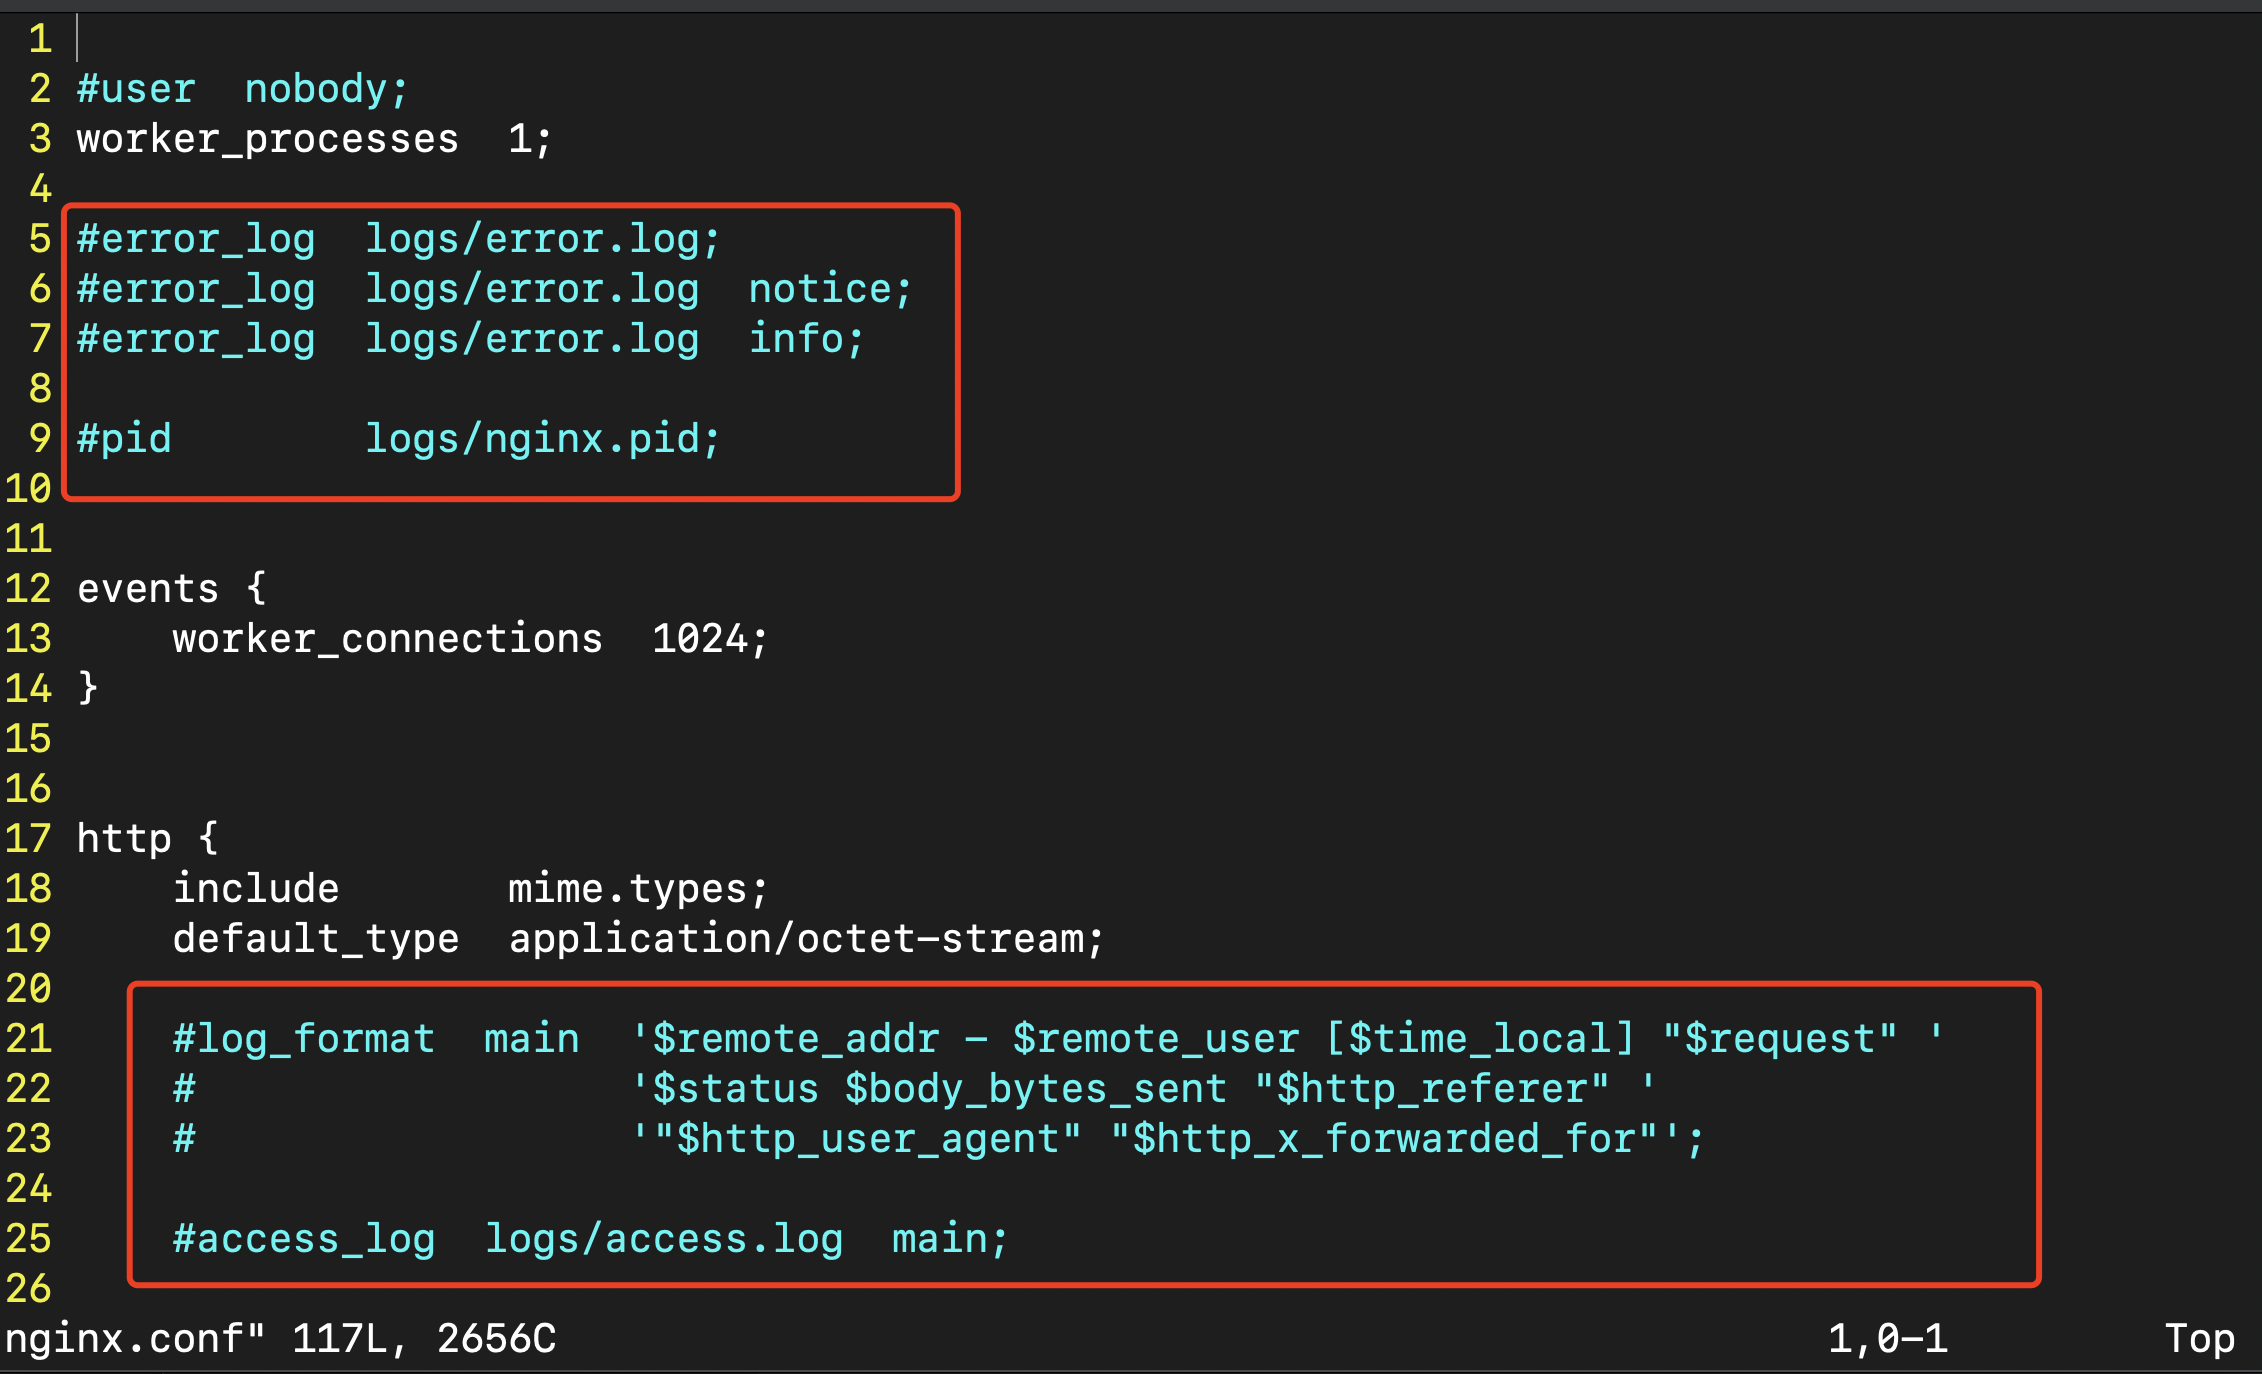 1
2 #user  nobody;
3 worker_processes  1;
4
5 #error_log  logs/error.log;
6 #error_log  logs/error.log  notice;
7 #error_log  logs/error.log  info;
8
9 #pid        logs/nginx.pid;
10
11
12 events {
13     worker_connections  1024;
14 }
15
16
17 http {
18     include       mime.types;
19     default_type  application/octet-stream;
20
21     #log_format  main  '$remote_addr - $remote_user [$time_local] "$request" '
22     #                  '$status $body_bytes_sent "$http_referer" '
23     #                  '"$http_user_agent" "$http_x_forwarded_for"';
24
25     #access_log  logs/access.log  main;
26
nginx.conf" 117L, 2656C 1,0-1 Top